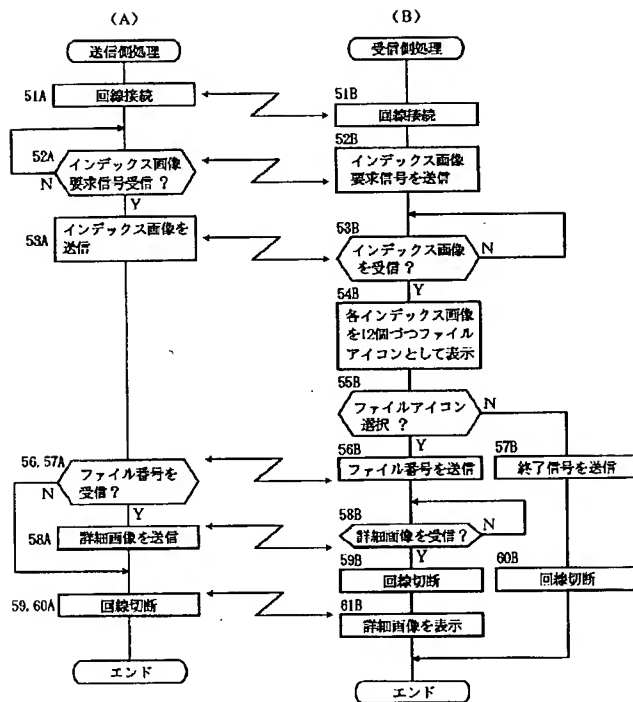 (A)
送信側処理
51A
回線接続
52A
インデックス画像
要求信号受信?
N
Y
53A
インデックス画像を
送信
56,57A
ファイル番号を
受信?
N
Y
58A
詳細画像を送信
59,60A
回線切断
エンド
(B)
受信側処理
51B
回線接続
52B
インデックス画像
要求信号を送信
53B
インデックス画像
を受信?
N
Y
54B
各インデックス画像
を12個づつファイル
アイコンとして表示
55B
ファイルアイコン
選択?
N
Y
56B
ファイル番号を送信
57B
終了信号を送信
58B
詳細画像を受信?
N
Y
59B
回線切断
60B
回線切断
61B
詳細画像を表示
エンド